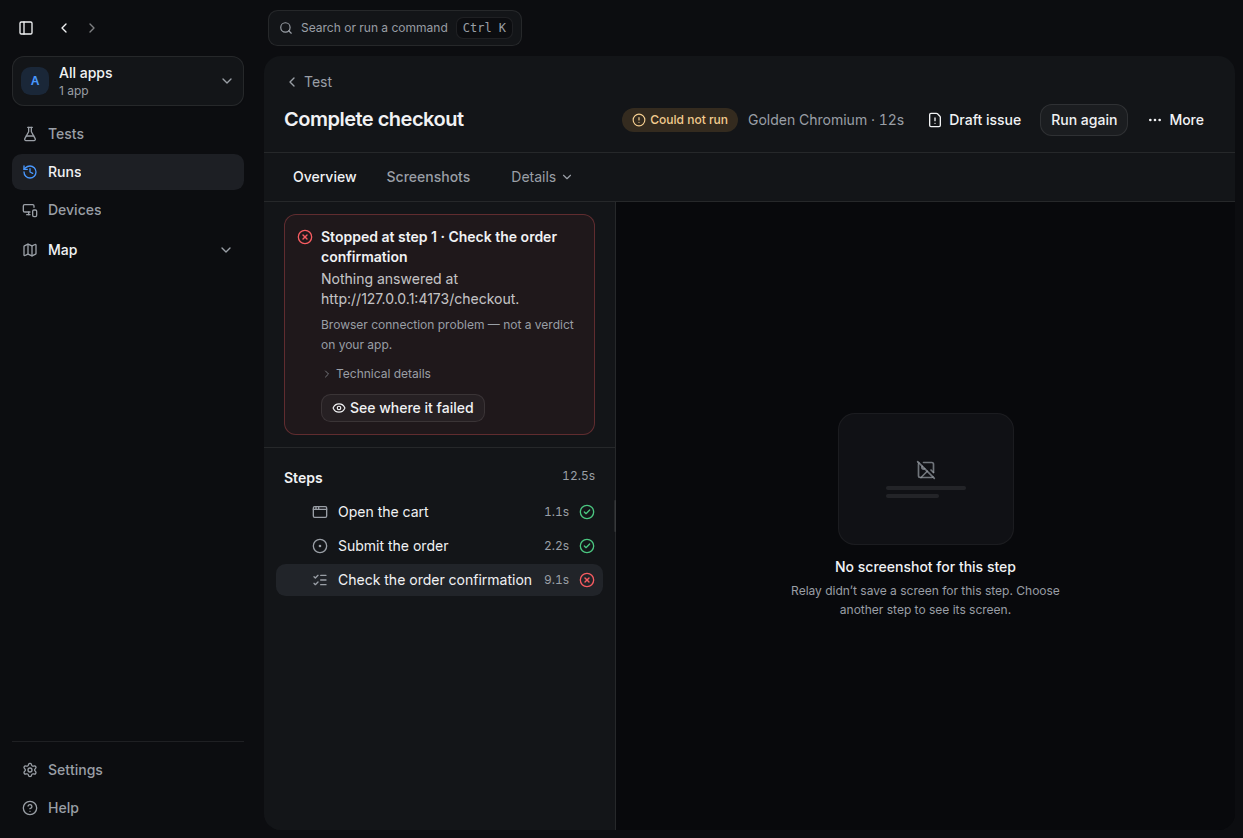 Search or run a command Ctrl K
A
All apps
1 app
Tests
Runs
Devices
Map
Settings
Help
Test
Complete checkout
Could not run
Golden Chromium · 12s
Draft issue
Run again
More
Overview
Screenshots
Details
Stopped at step 1 · Check the order
confirmation
Nothing answered at
http://127.0.0.1:4173/checkout.
Browser connection problem — not a verdict
on your app.
Technical details
See where it failed
Steps 12.5s
Open the cart 1.1s
Submit the order 2.2s
Check the order confirmation 9.1s
No screenshot for this step
Relay didn’t save a screen for this step. Choose
another step to see its screen.